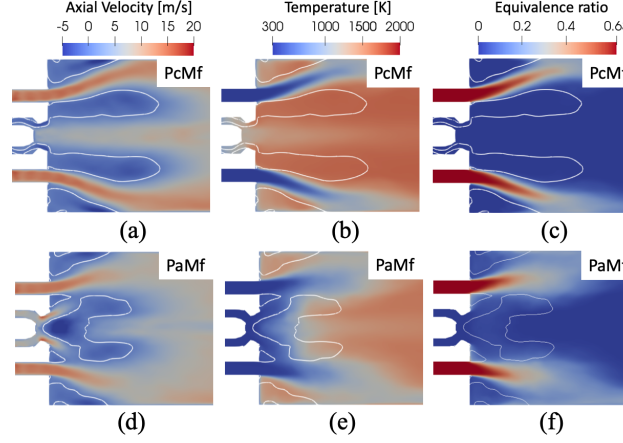 Axial Velocity [m/s] Temperature [K] Equivalence ratio
-5 0 5 10 15 20 300 1000 1500 2000 0 0.2 0.4 0.68
PcMf PcMf PcMf
(a) (b) (c)
PaMf PaMf PaMf
(d) (e) (f)